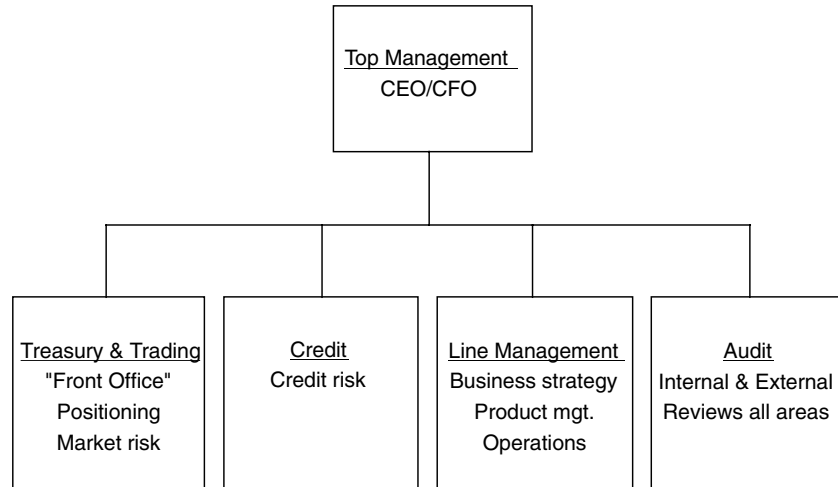 Top Management
CEO/CFO
Treasury & Trading
"Front Office"
Positioning
Market risk
Credit
Credit risk
Line Management
Business strategy
Product mgt.
Operations
Audit
Internal & External
Reviews all areas